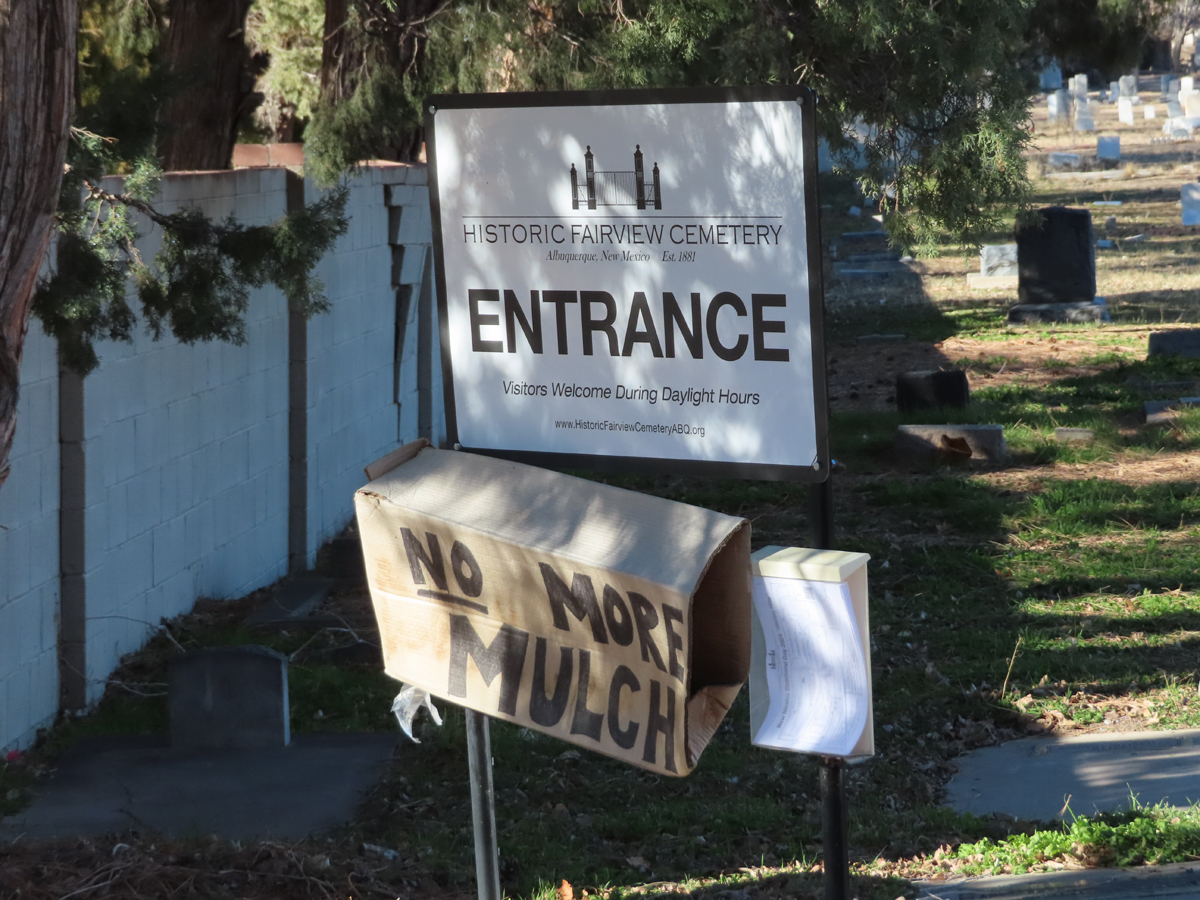 HISTORIC FAIRVIEW CEMETERY
Albuquerque, New Mexico Est. 1881
ENTRANCE
Visitors Welcome During Daylight Hours
www.HistoricFairviewCemeteryABQ.org
NO MORE
MULCH